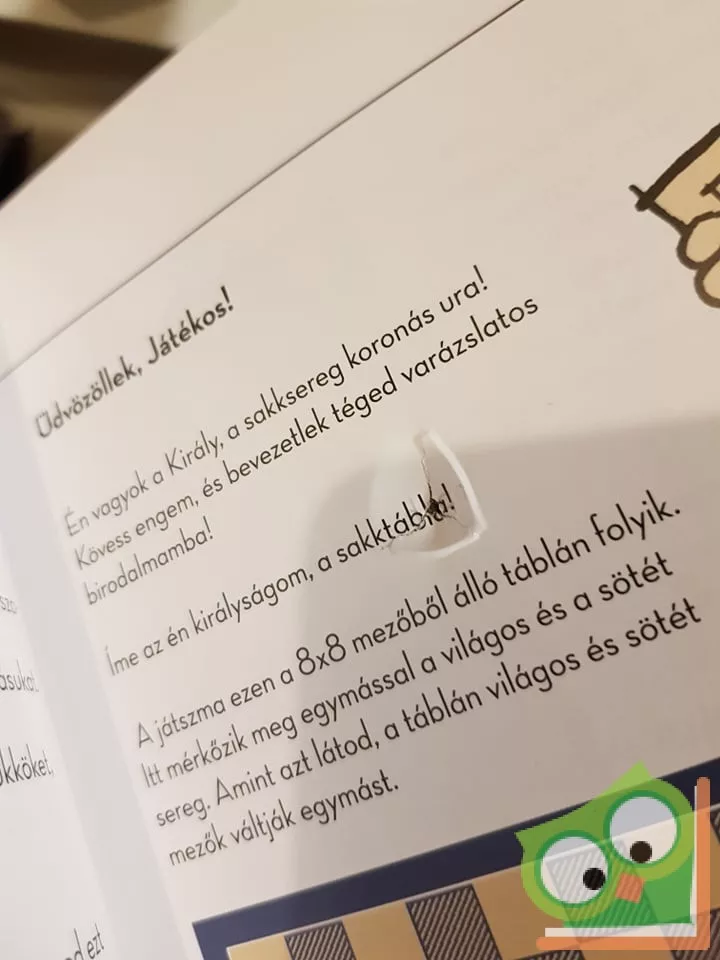 Üdvözöllek, Játékos!
Én vagyok a Király, a sakksereg koronás ura!
Kövess engem, és bevezetlek téged varázslatos
birodalmamba!
Íme az én királyságom, a sakktábla!
A játszma ezen a 8x8 mezőből álló táblán folyik.
Itt mérkőzik meg egymással a világos és a sötét
sereg. Amint azt látod, a táblán világos és sötét
mezők váltják egymást.
ezt